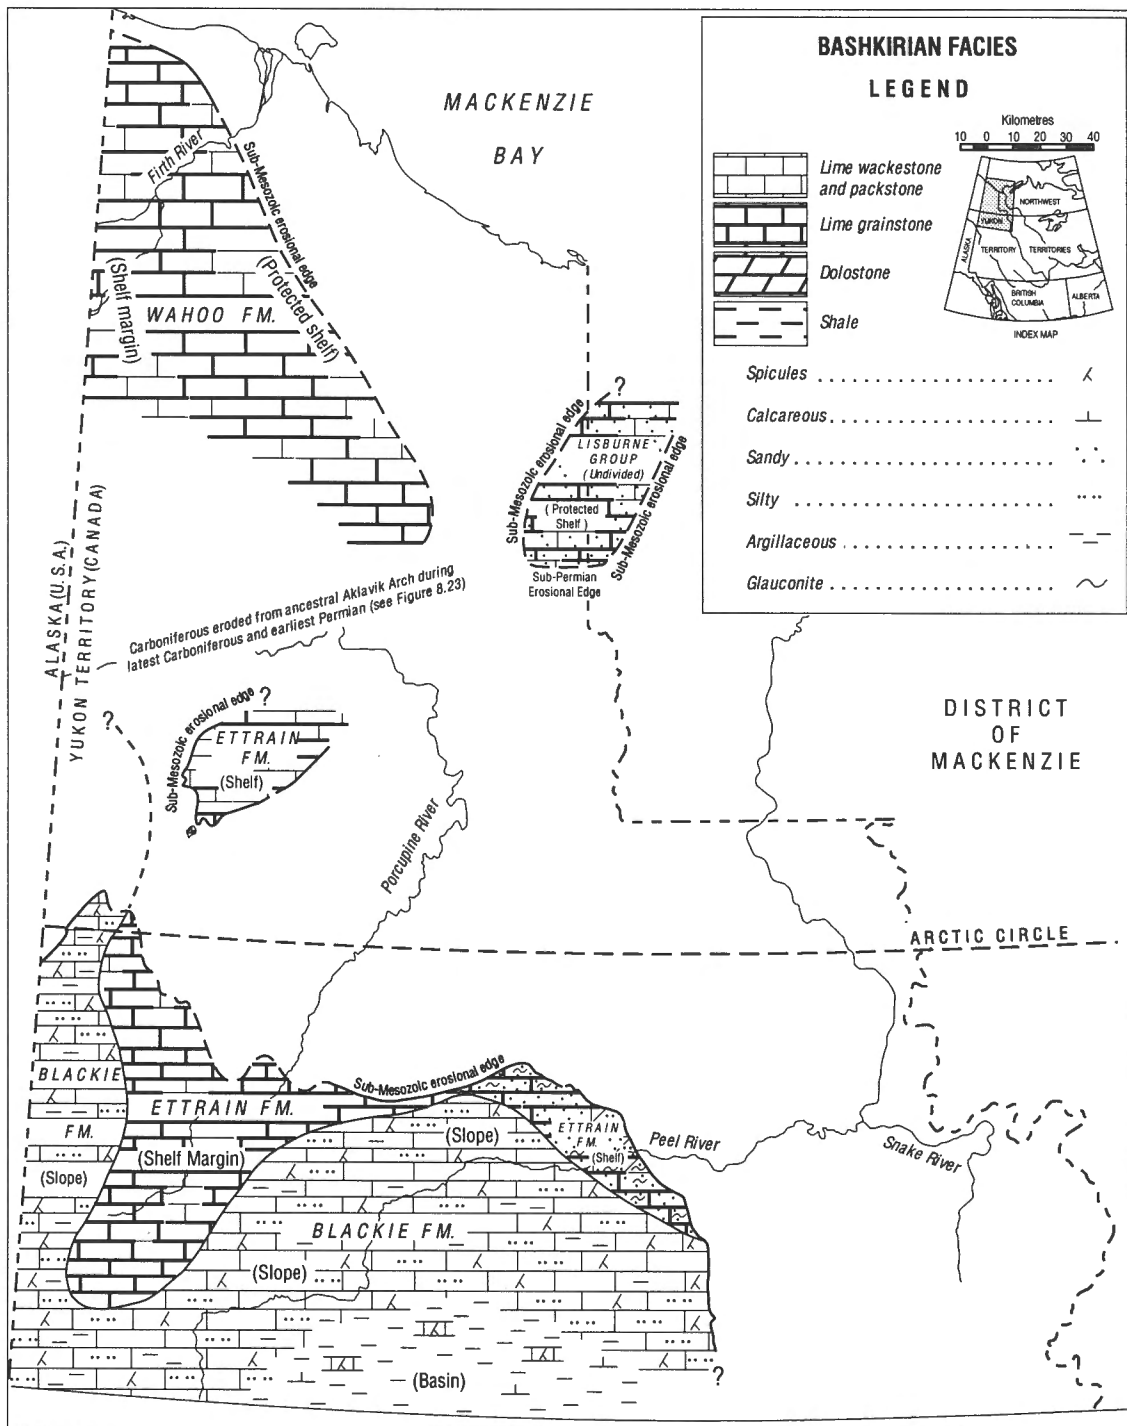 BASHKIRIAN FACIES
LEGEND
Kilometres
10 0 10 20 30 40
Lime wackestone
and packstone
Lime grainstone
Dolostone
Shale
NORTHWEST
YUKON
TERRITORY
TERRITORIES
ALASKA
BRITISH
COLUMBIA
ALBERTA
INDEX MAP
Spicules
Calcareous
Sandy
Silty
Argillaceous
Glauconite
MACKENZIE
BAY
Firth River
Sub-Mesozoic erosional edge
(Shelf margin)
(Protected shelf)
WAHOO FM.
?
Sub-Mesozoic erosional edge
LISBURNE
GROUP
(Undivided)
(Protected
Shelf)
Sub-Mesozoic erosional edge
Sub-Permian
Erosional Edge
ALASKA (U.S.A.)
YUKON TERRITORY (CANADA)
Carboniferous eroded from ancestral Aklavik Arch during
latest Carboniferous and earliest Permian (see Figure 8.23)
?
Sub-Mesozoic erosional edge
?
ETTRAIN
FM.
(Shelf)
DISTRICT
OF
MACKENZIE
Porcupine River
ARCTIC CIRCLE
BLACKIE
FM.
(Slope)
ETTRAIN FM.
(Shelf Margin)
Sub-Mesozoic erosional edge
(Slope)
ETTRAIN
FM.
(Shelf)
Peel River
Snake River
BLACKIE FM.
(Slope)
(Basin)
?